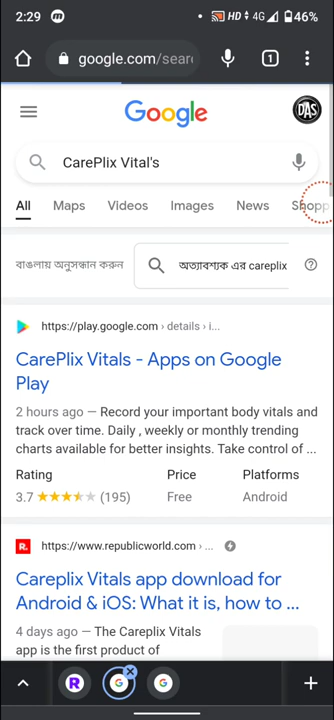 2:29 HD 4G 46%
google.com/sear
1
Google
DAS
CarePlix Vital's
All Maps Videos Images News Shopp
বাংলায় অনুসন্ধান করুন অত্যাবশ্যক এর careplix
https://play.google.com › details › i...
CarePlix Vitals - Apps on Google
Play
2 hours ago — Record your important body vitals and
track over time. Daily , weekly or monthly trending
charts available for better insights. Take control of ...
Rating Price Platforms
3.7 ★★★★★ (195) Free Android
R.
https://www.republicworld.com › ...
Careplix Vitals app download for
Android & iOS: What it is, how to ...
4 days ago — The Careplix Vitals
app is the first product of
R G G